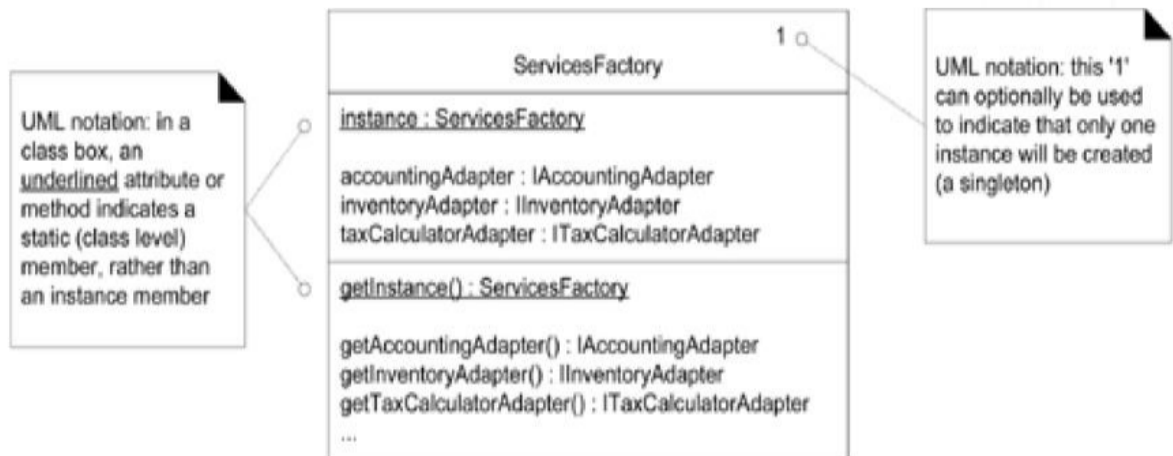 UML notation: in a
class box, an
underlined attribute or
method indicates a
static (class level)
member, rather than
an instance member
1
ServicesFactory
instance : ServicesFactory
accountingAdapter : IAccountingAdapter
inventoryAdapter : IInventoryAdapter
taxCalculatorAdapter : ITaxCalculatorAdapter
getInstance() : ServicesFactory
getAccountingAdapter() : IAccountingAdapter
getInventoryAdapter() : IInventoryAdapter
getTaxCalculatorAdapter() : ITaxCalculatorAdapter
...
UML notation: this '1'
can optionally be used
to indicate that only one
instance will be created
(a singleton)